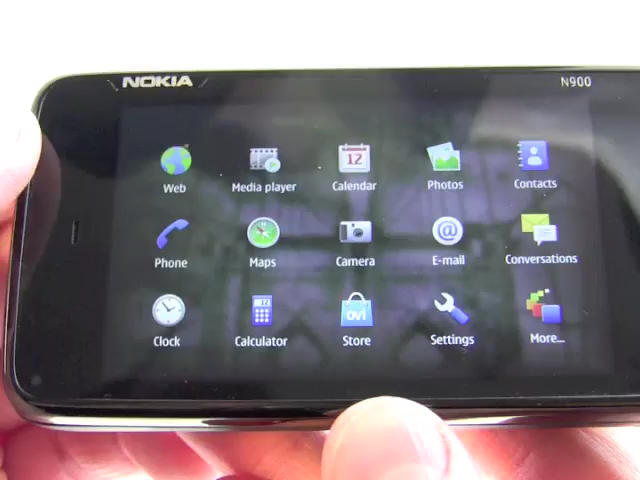 NOKIA
N900
Web
Media player
12
Calendar
Photos
Contacts
Phone
Maps
Camera
@
E-mail
Conversations
Clock
Calculator
ovi
Store
Settings
More...